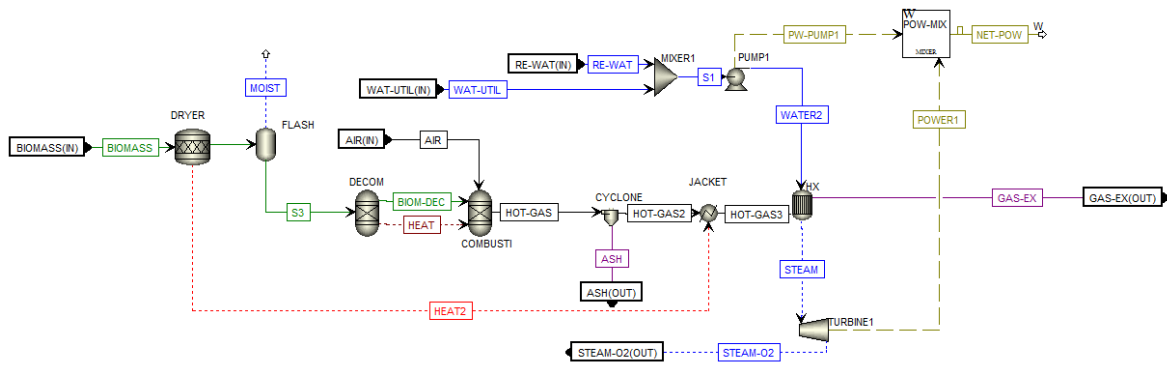 W
POW-MIX
MIXER
PW-PUMP1
NET-POW
W
RE-WAT(IN)
RE-WAT
MIXER1
PUMP1
S1
MOIST
WAT-UTIL(IN)
WAT-UTIL
DRYER
WATER2
POWER1
FLASH
AIR(IN)
AIR
BIOMASS(IN)
BIOMASS
DECOM
JACKET
HX
CYCLONE
BIOM-DEC
GAS-EX
GAS-EX(OUT)
S3
HOT-GAS
HOT-GAS2
HOT-GAS3
HEAT
COMBUSTI
ASH
STEAM
ASH(OUT)
HEAT2
TURBINE1
STEAM-O2(OUT)
STEAM-O2